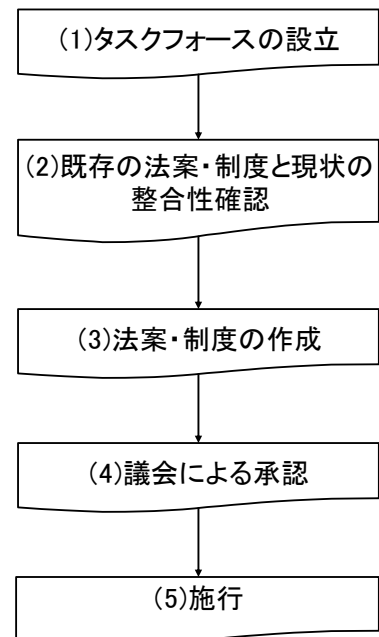 (1)タスクフォースの設立
(2)既存の法案・制度と現状の
整合性確認
(3)法案・制度の作成
(4)議会による承認
(5)施行